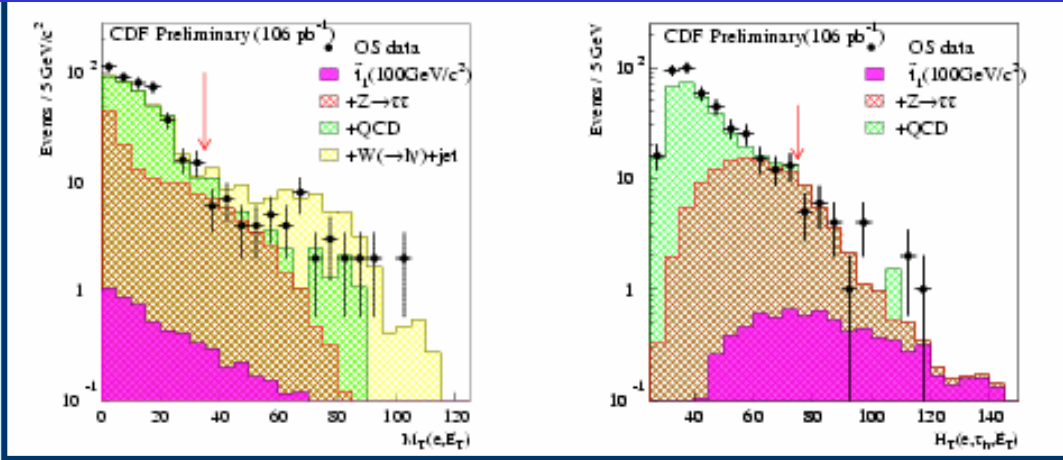 CDF Preliminary (106 pb⁻¹)
OS data
t̃₁(100GeV/c²)
+Z→ττ
+QCD
+W(→lν)+jet
Events / 5 GeV/c²
10²
10
1
10⁻¹
0 20 40 60 80 100 120
M_T(e,E̸_T)
CDF Preliminary (106 pb⁻¹)
OS data
t̃₁(100GeV/c²)
+Z→ττ
+QCD
Events / 5 GeV
10²
10
1
10⁻¹
40 60 80 100 120 140
H_T(e,τ_h,E̸_T)